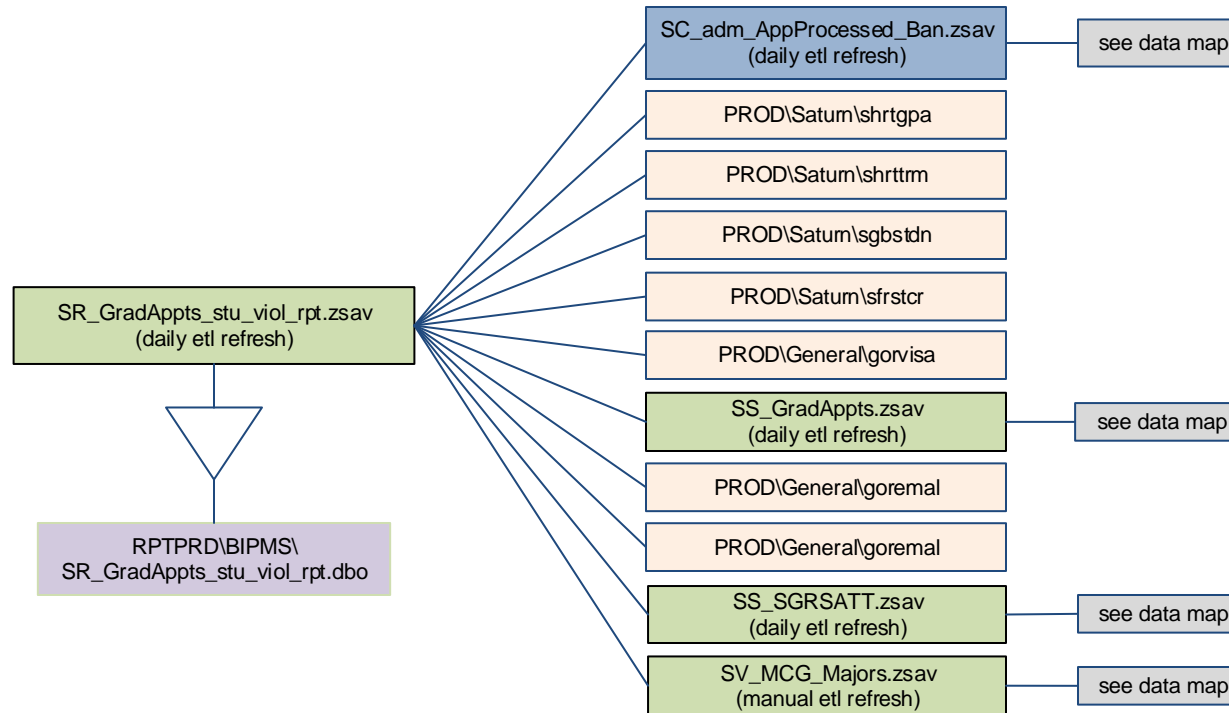 SC_adm_AppProcessed_Ban.zsav
(daily etl refresh)
see data map
PROD\Saturn\shrtgpa
PROD\Saturn\shrttrm
PROD\Saturn\sgbstdn
PROD\Saturn\sfrstcr
SR_GradAppts_stu_viol_rpt.zsav
(daily etl refresh)
PROD\General\gorvisa
SS_GradAppts.zsav
(daily etl refresh)
see data map
PROD\General\goremal
PROD\General\goremal
RPTPRD\BIPMS\
SR_GradAppts_stu_viol_rpt.dbo
SS_SGRSATT.zsav
(daily etl refresh)
see data map
SV_MCG_Majors.zsav
(manual etl refresh)
see data map